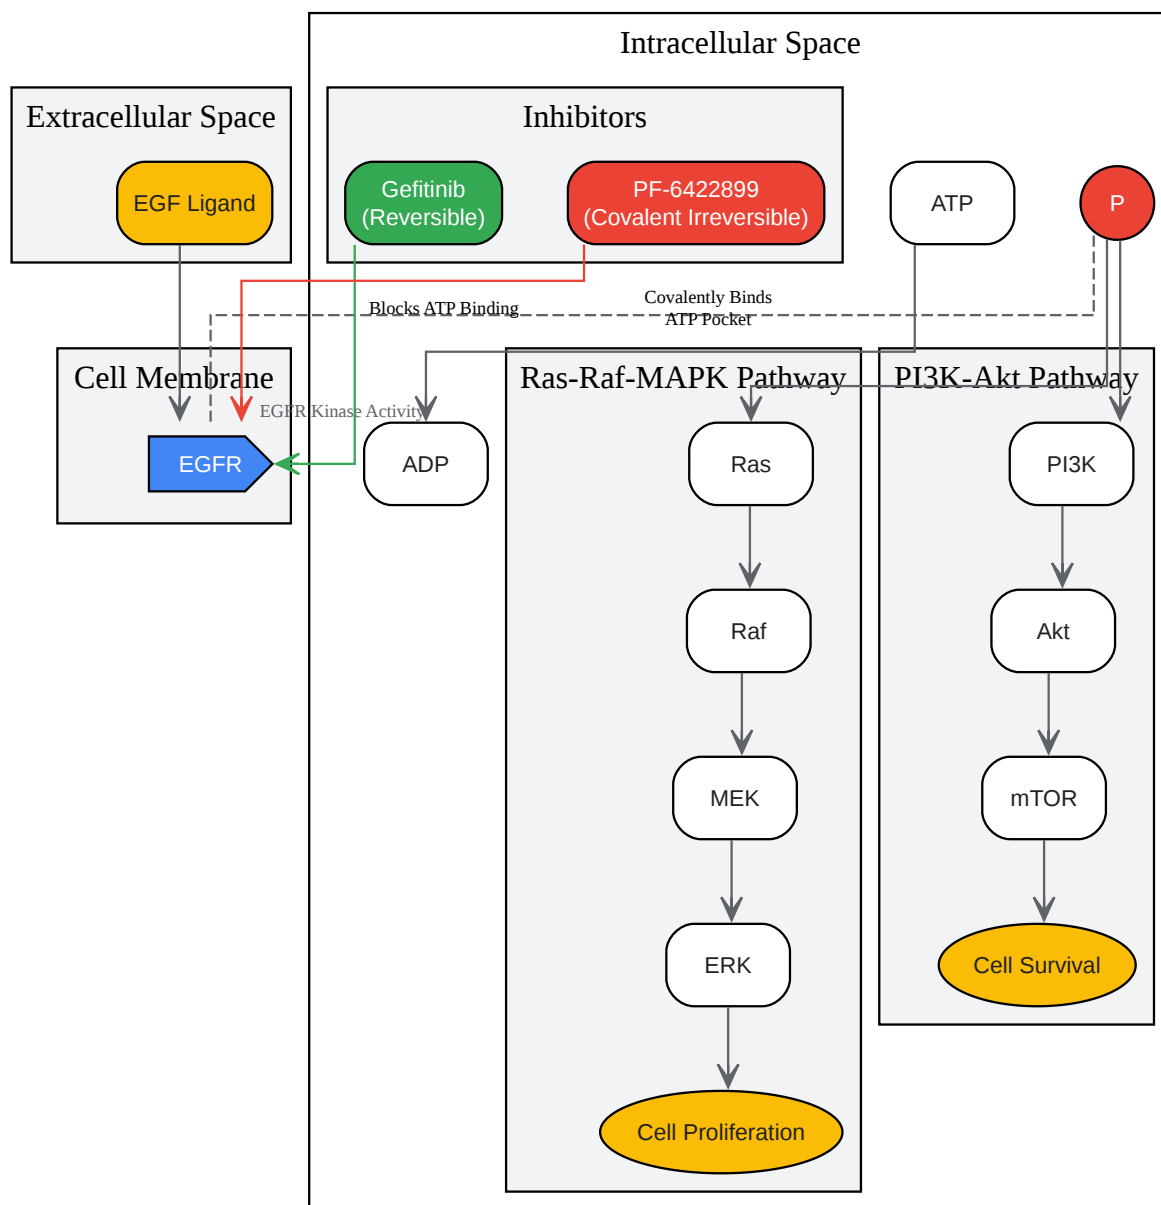 Intracellular Space
Extracellular Space
Inhibitors
EGF Ligand
Gefitinib
(Reversible)
PF-6422899
(Covalent Irreversible)
ATP
P
Blocks ATP Binding
Covalently Binds
ATP Pocket
Cell Membrane
Ras-Raf-MAPK Pathway
PI3K-Akt Pathway
EGFR Kinase Activity
EGFR
ADP
Ras
PI3K
Raf
Akt
MEK
mTOR
ERK
Cell Survival
Cell Proliferation